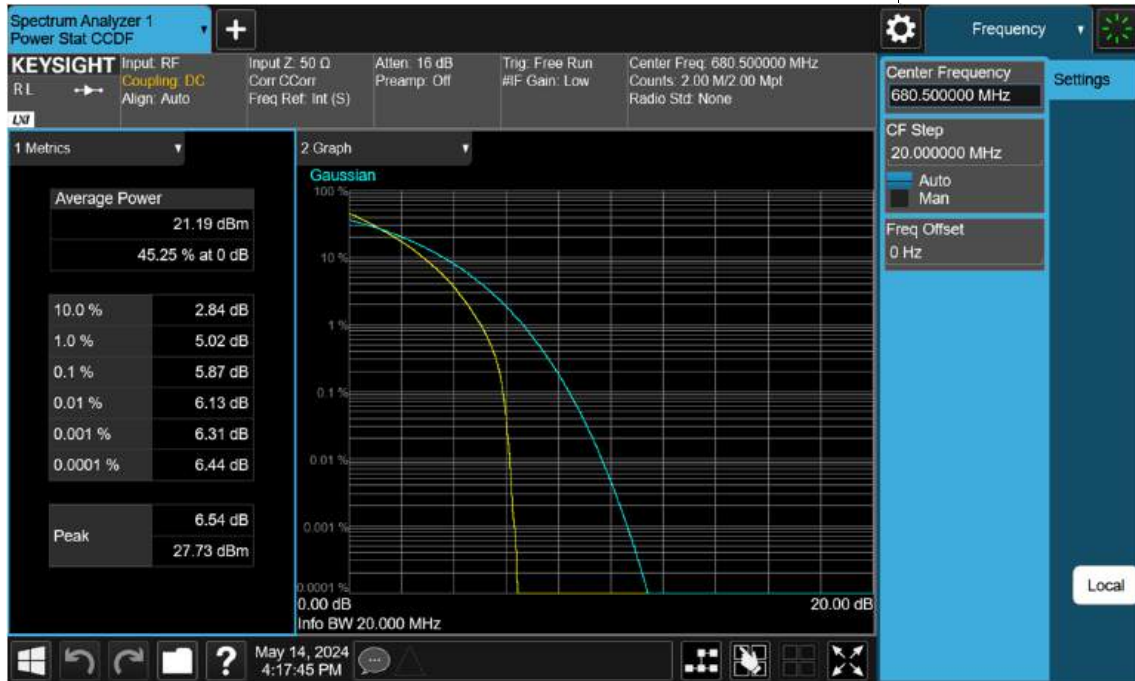 Spectrum Analyzer 1
Power Stat CCDF
+
Frequency
KEYSIGHT
RL
LXI
Input: RF
Coupling: DC
Align: Auto
Input Z: 50 Ω
Corr CCorr
Freq Ref: Int (S)
Atten: 16 dB
Preamp: Off
Trig: Free Run
#IF Gain: Low
Center Freq: 680.500000 MHz
Counts: 2.00 M/2.00 Mpt
Radio Std: None
Center Frequency
680.500000 MHz
Settings
CF Step
20.000000 MHz
Auto
Man
Freq Offset
0 Hz
1 Metrics
Average Power
21.19 dBm
45.25 % at 0 dB
10.0 % 2.84 dB
1.0 % 5.02 dB
0.1 % 5.87 dB
0.01 % 6.13 dB
0.001 % 6.31 dB
0.0001 % 6.44 dB
Peak
6.54 dB
27.73 dBm
2 Graph
Gaussian
100 %
10 %
1 %
0.1 %
0.01 %
0.001 %
0.0001 %
0.00 dB 20.00 dB
Info BW 20.000 MHz
Local
?
May 14, 2024
4:17:45 PM